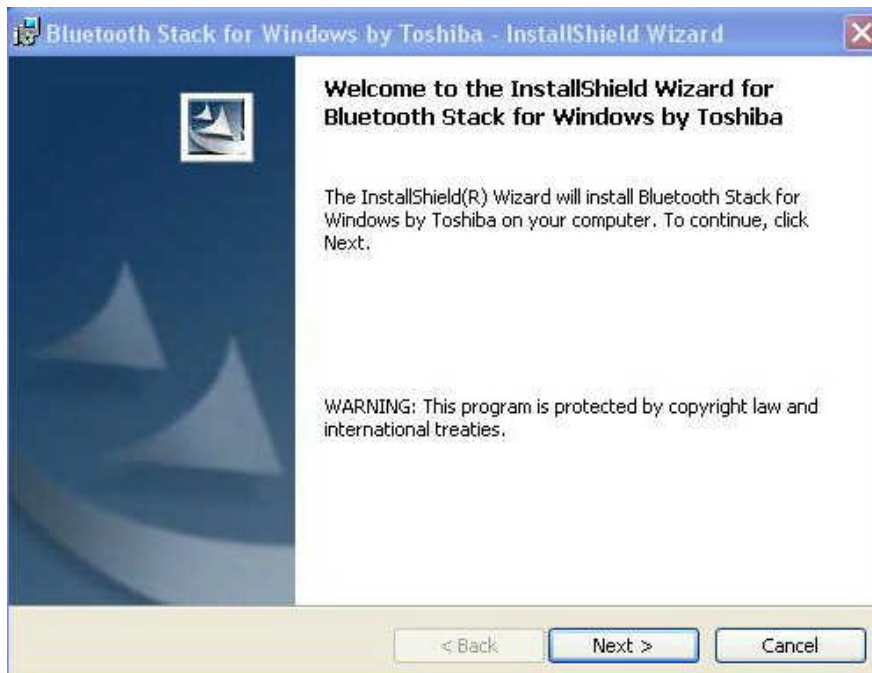 Bluetooth Stack for Windows by Toshiba - InstallShield Wizard
Welcome to the InstallShield Wizard for
Bluetooth Stack for Windows by Toshiba
The InstallShield(R) Wizard will install Bluetooth Stack for
Windows by Toshiba on your computer. To continue, click
Next.
WARNING: This program is protected by copyright law and
international treaties.
< Back
Next >
Cancel